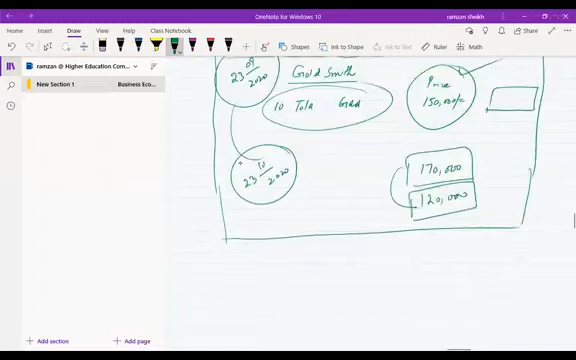 OneNote for Windows 10
ramzan sheikh
Home Insert Draw View Help Class Notebook
Shapes Ink to Shape Ink to Text Ruler Math Share
ramzan @ Higher Education Com...
New Section 1
Business Eco...
Gold Smith
23 09 2020
Price
150,000/=
10 Tola Gold
23 10 2020
170,000
120,000
Add section
Add page